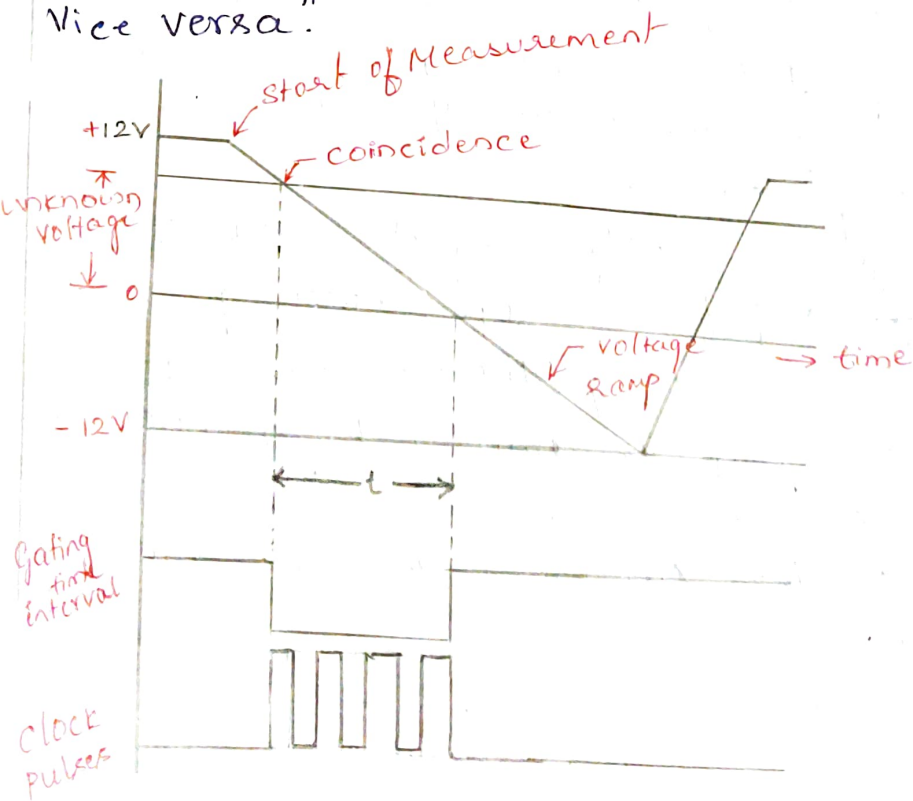 Vice versa."
start of Measurement
+12V
coincidence
unknown
voltage
0
voltage
ramp
time
- 12V
t
Gating
time
interval
clock
pulses